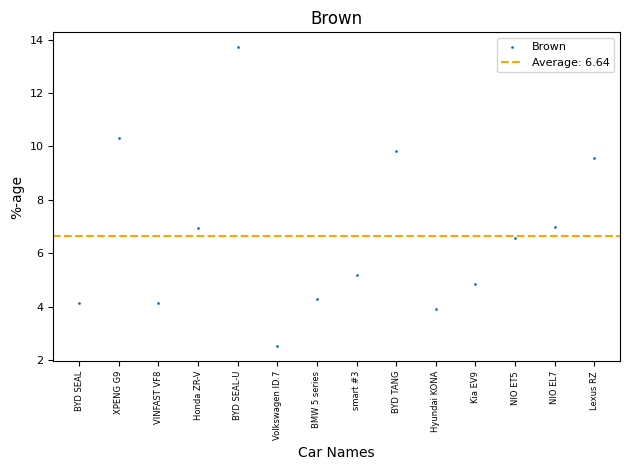 Brown
14
12
10
8
6
4
2
%-age
Brown
Average: 6.64
BYD SEAL
XPENG G9
VINFAST VF8
Honda ZR-V
BYD SEAL-U
Volkswagen ID.7
BMW 5 series
smart #3
BYD TANG
Hyundai KONA
Kia EV9
NIO ET5
NIO EL7
Lexus RZ
Car Names